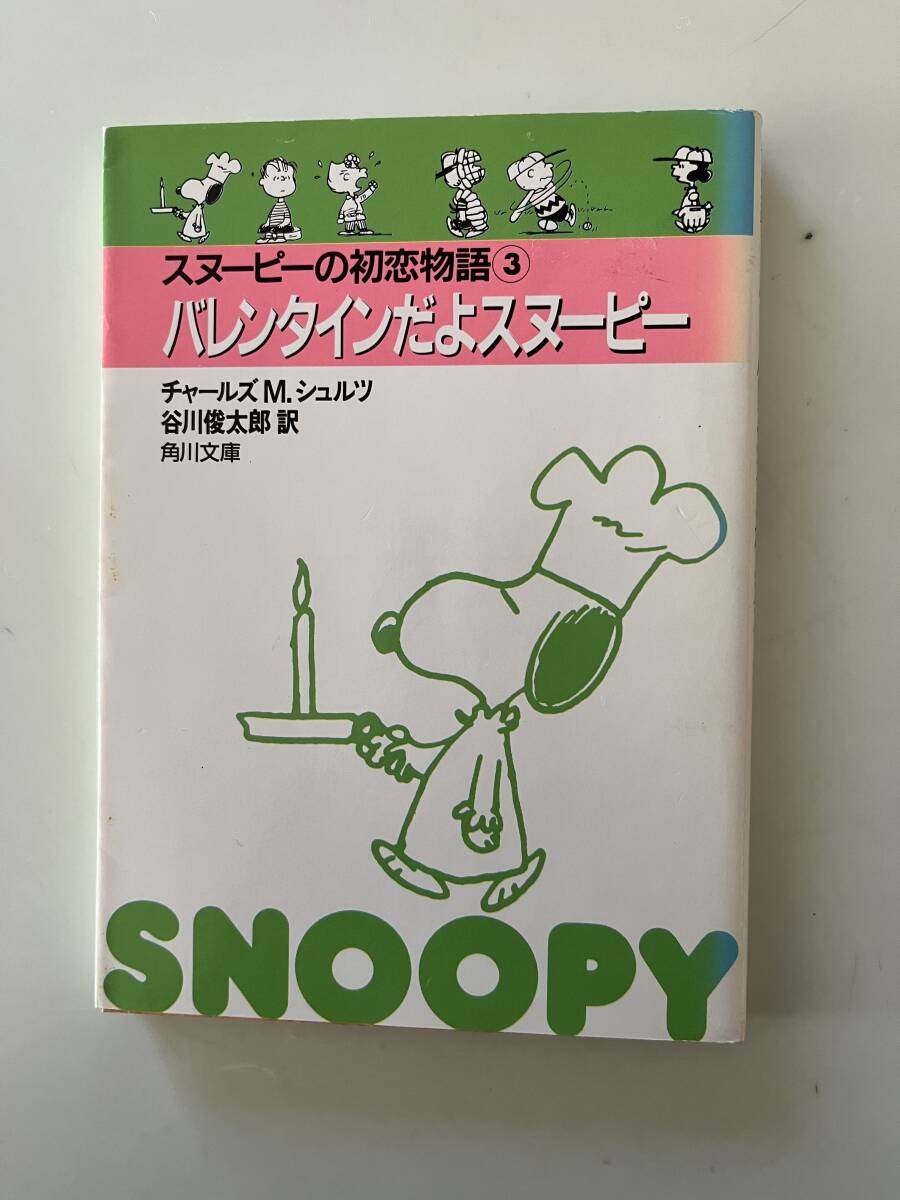 スヌーピーの初恋物語③
バレンタインだよスヌーピー
チャールズM.シュルツ
谷川俊太郎 訳
角川文庫
SNOOPY